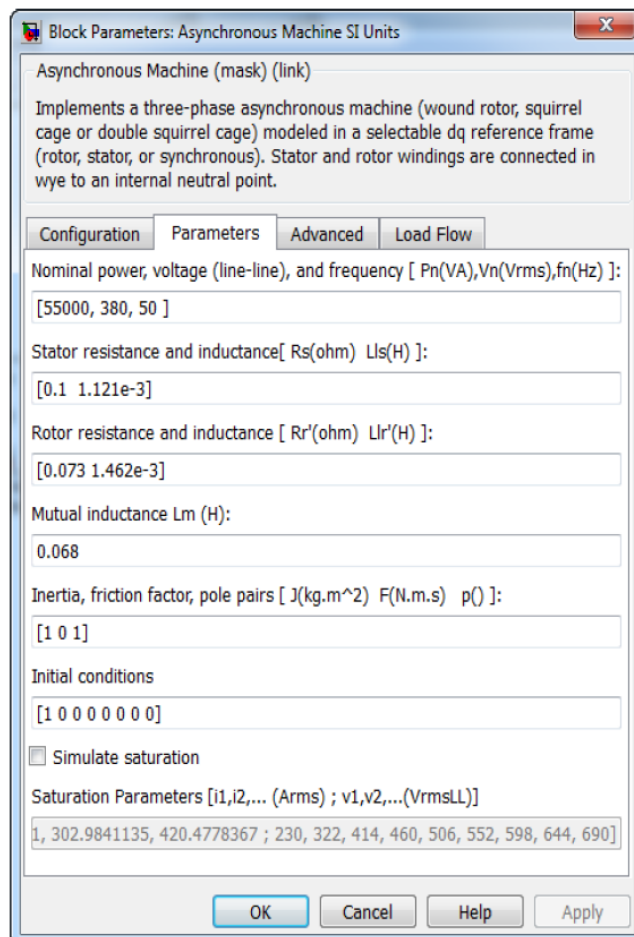 Block Parameters: Asynchronous Machine SI Units
X
Asynchronous Machine (mask) (link)
Implements a three-phase asynchronous machine (wound rotor, squirrel
cage or double squirrel cage) modeled in a selectable dq reference frame
(rotor, stator, or synchronous). Stator and rotor windings are connected in
wye to an internal neutral point.
Configuration Parameters Advanced Load Flow
Nominal power, voltage (line-line), and frequency [ Pn(VA),Vn(Vrms),fn(Hz) ]:
[55000, 380, 50 ]
Stator resistance and inductance[ Rs(ohm) Lls(H) ]:
[0.1 1.121e-3]
Rotor resistance and inductance [ Rr'(ohm) Llr'(H) ]:
[0.073 1.462e-3]
Mutual inductance Lm (H):
0.068
Inertia, friction factor, pole pairs [ J(kg.m^2) F(N.m.s) p() ]:
[1 0 1]
Initial conditions
[1 0 0 0 0 0 0 0]
Simulate saturation
Saturation Parameters [i1,i2,... (Arms) ; v1,v2,...(VrmsLL)]
1, 302.9841135, 420.4778367 ; 230, 322, 414, 460, 506, 552, 598, 644, 690]
OK Cancel Help Apply